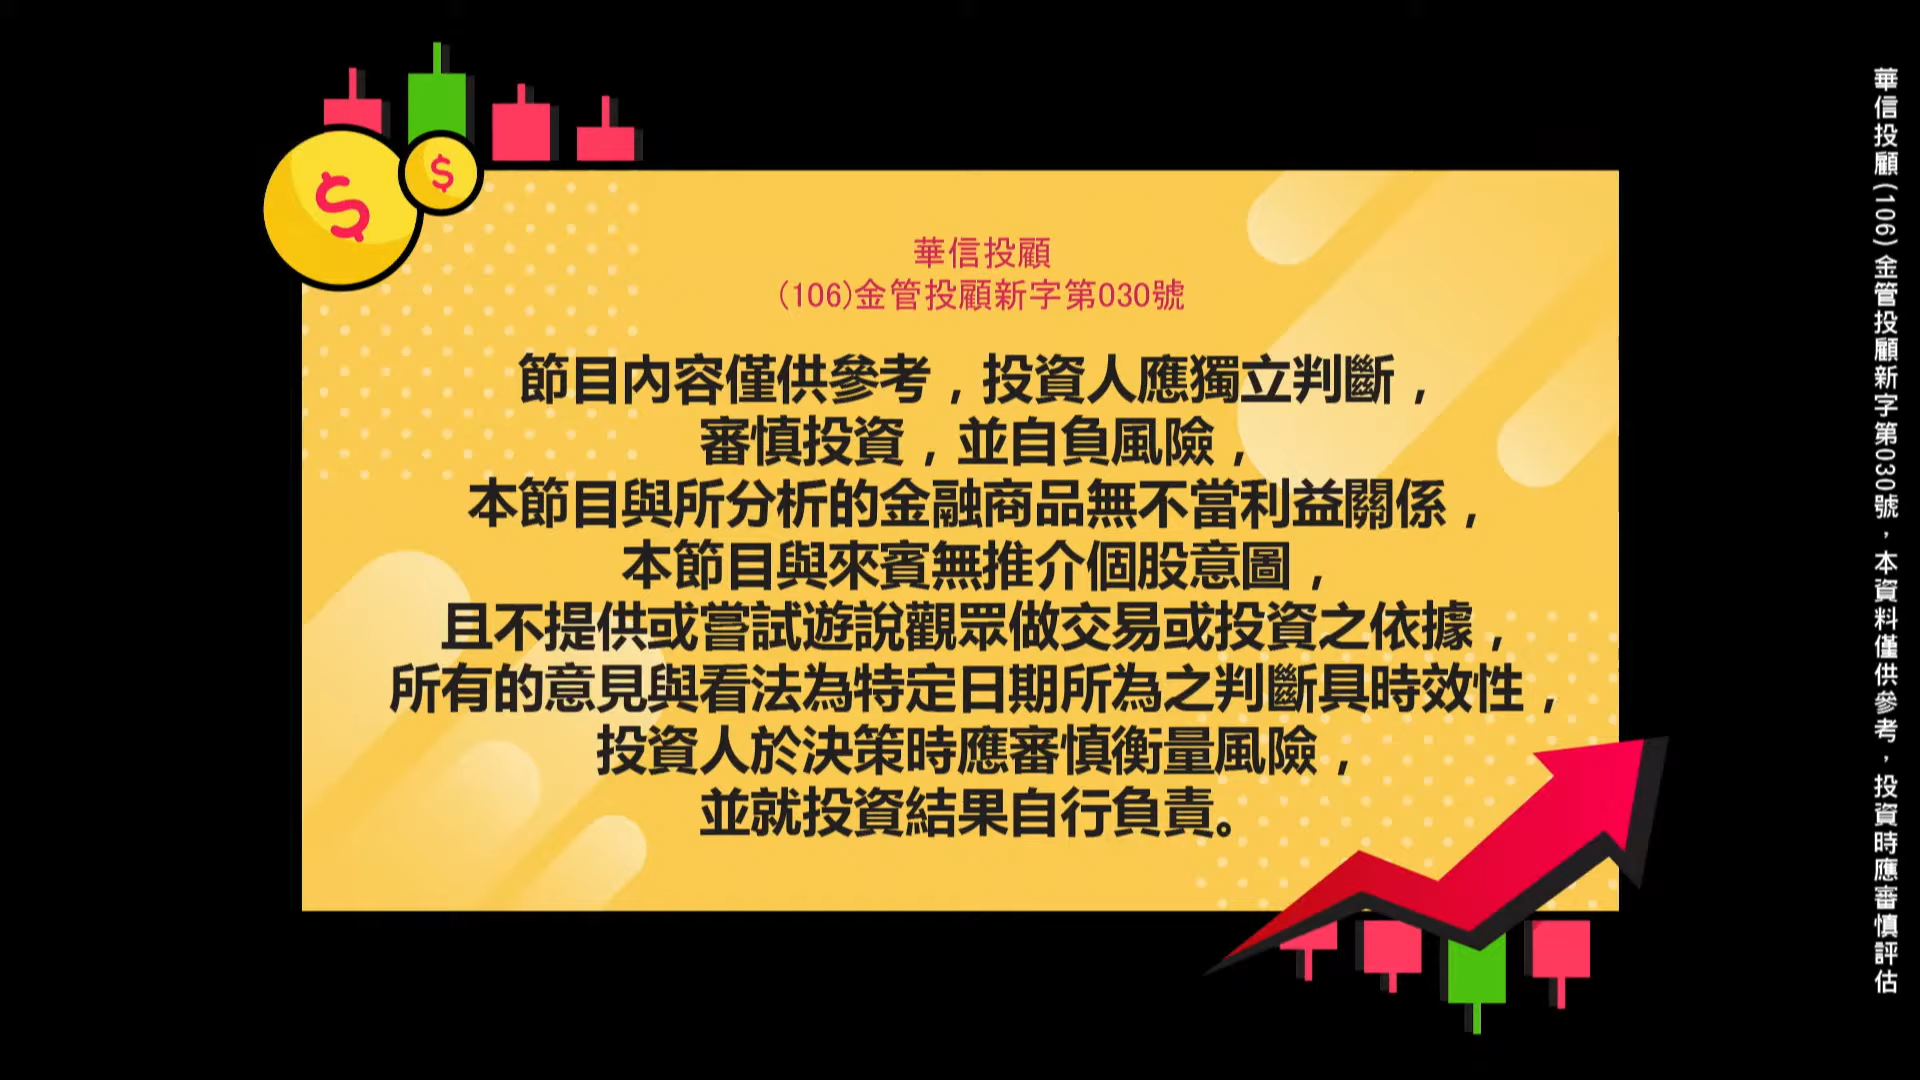 華信投顧
(106)金管投顧新字第030號
節目內容僅供參考，投資人應獨立判斷，
審慎投資，並自負風險，
本節目與所分析的金融商品無不當利益關係，
本節目與來賓無推介個股意圖，
且不提供或嘗試遊說觀眾做交易或投資之依據，
所有的意見與看法為特定日期所為之判斷具時效性，
投資人於決策時應審慎衡量風險，
並就投資結果自行負責。
華信投顧(106)金管投顧新字第030號，本資料僅供參考，投資時應審慎評估
$
$